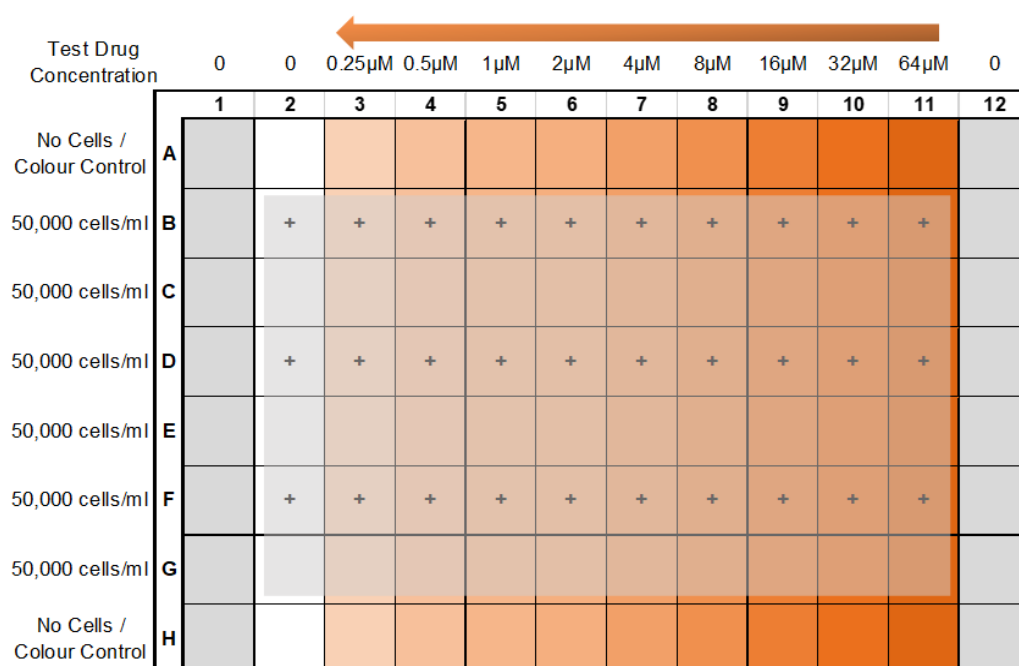 Test Drug
Concentration
0 0 0.25µM 0.5µM 1µM 2µM 4µM 8µM 16µM 32µM 64µM 0
1 2 3 4 5 6 7 8 9 10 11 12
No Cells /
Colour Control A
50,000 cells/ml B + + + + + + + + + +
50,000 cells/ml C
50,000 cells/ml D + + + + + + + + + +
50,000 cells/ml E
50,000 cells/ml F + + + + + + + + + +
50,000 cells/ml G
No Cells /
Colour Control H